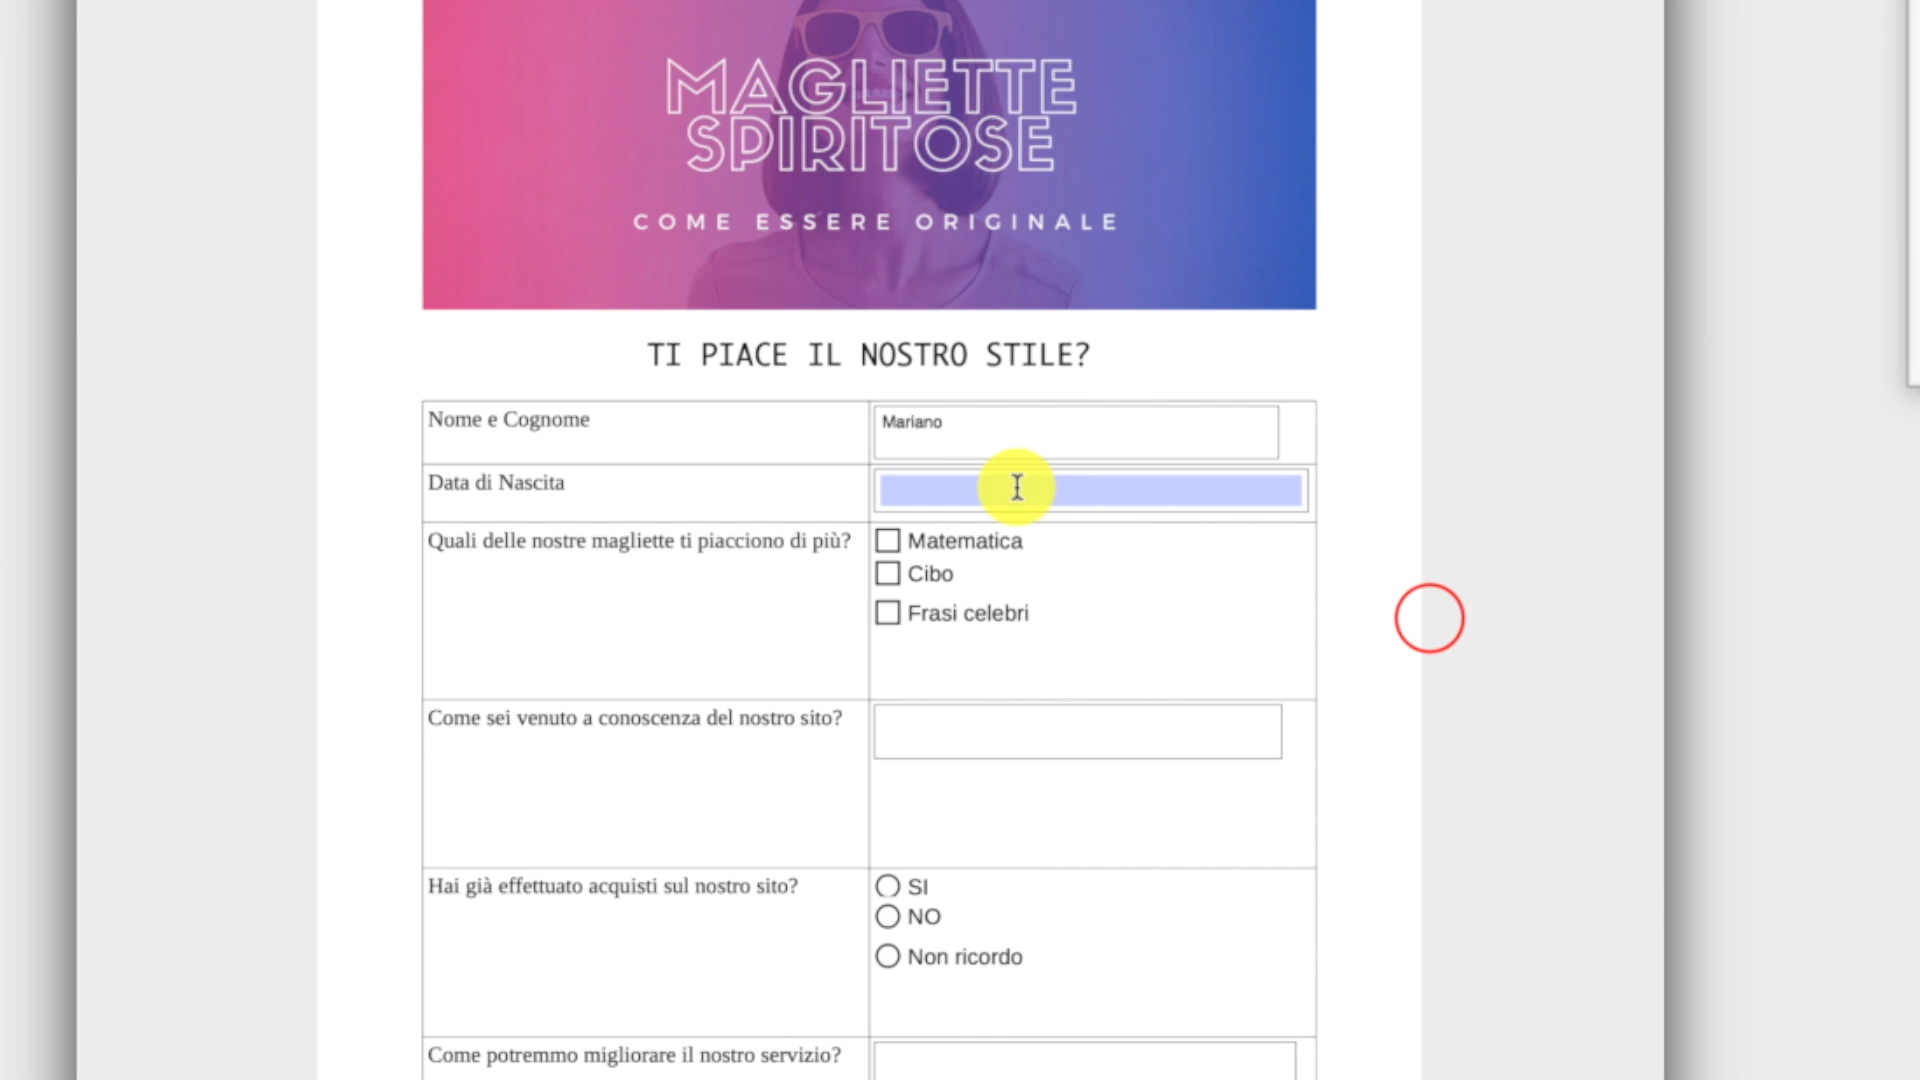 MAGLIETTE
SPIRITOSE
COME ESSERE ORIGINALE
TI PIACE IL NOSTRO STILE?
Nome e Cognome
Mariano
Data di Nascita
Quali delle nostre magliette ti piacciono di più?
Matematica
Cibo
Frasi celebri
Come sei venuto a conoscenza del nostro sito?
Hai già effettuato acquisti sul nostro sito?
SI
NO
Non ricordo
Come potremmo migliorare il nostro servizio?